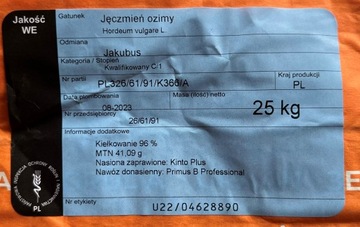 Jakość
WE
Gatunek
Jęczmień ozimy
Hordeum vulgare L
Odmiana
Jakubus
Kategoria / Stopień
Kwalifikowany C/1
Nr partii
PL326/61/91/K366/A
Kraj produkcji
PL
Data plombowania
08-2023
Masa (ilość) netto
25 kg
Nr przedsiębiorcy
26/61/91
Informacje dodatkowe
Kiełkowanie 96 %
MTN 41,09 g
Nasiona zaprawione: Kinto Plus
Nawóz donasienny: Primus B Professional
Nr etykiety
U22/04628890
PL